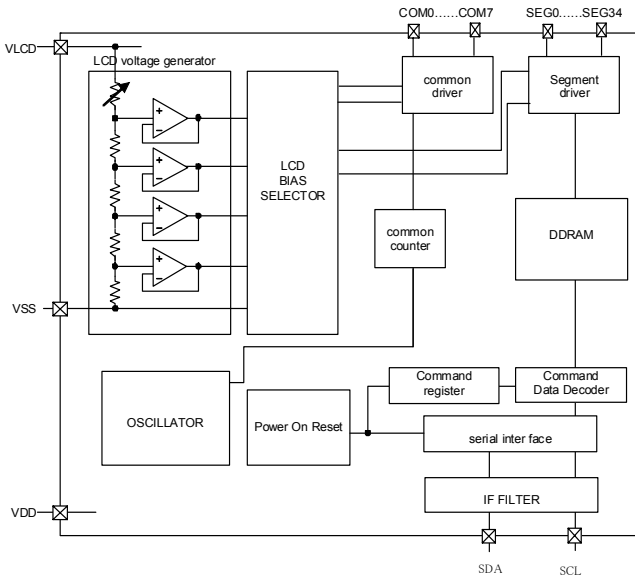 COM0......COM7 SEG0......SEG34
VLCD
LCD voltage generator
common
driver
Segment
driver
+
−
+
−
+
−
+
−
LCD
BIAS
SELECTOR
common
counter
DDRAM
VSS
OSCILLATOR
Power On Reset
Command
register
Command
Data Decoder
serial inter face
IF FILTER
VDD
SDA SCL